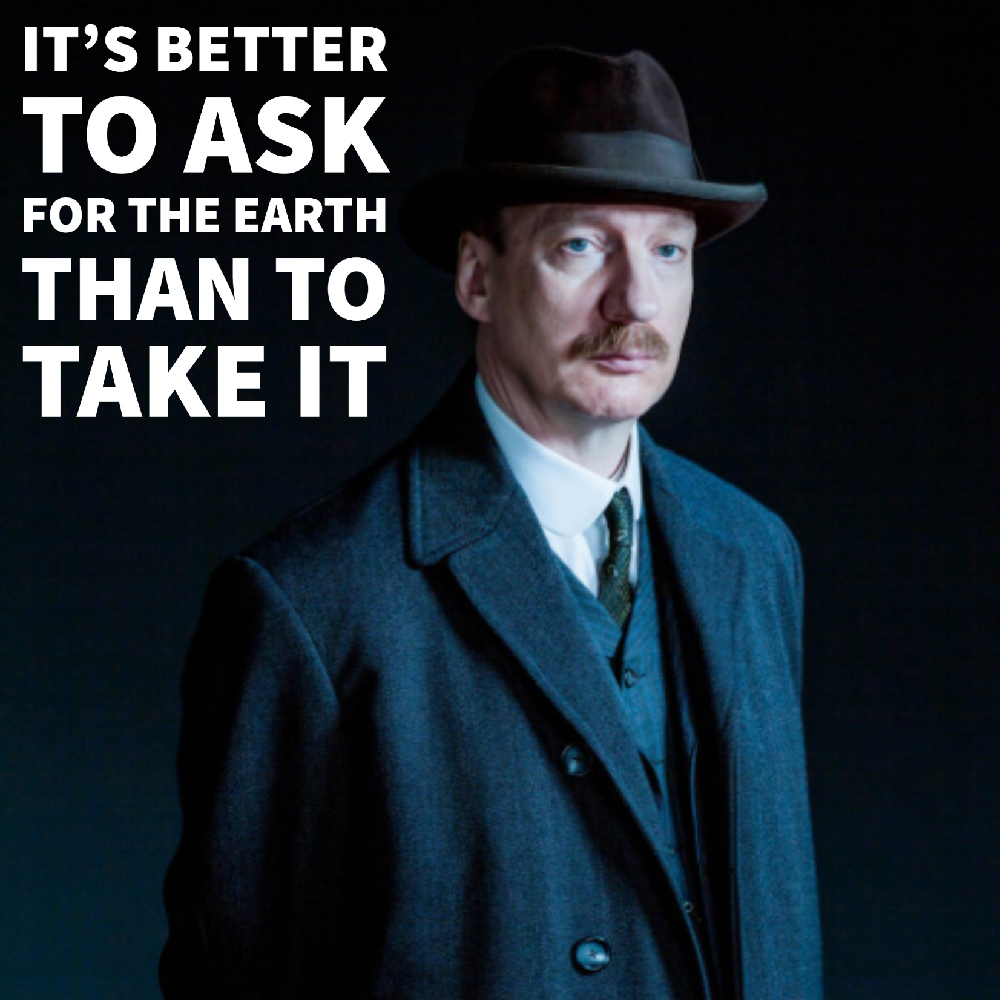 IT’S BETTER
TO ASK
FOR THE EARTH
THAN TO
TAKE IT